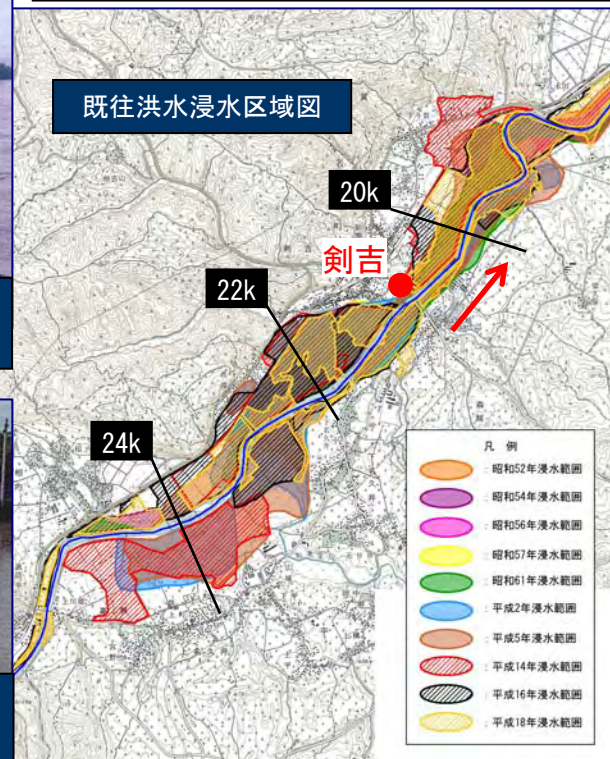 既往洪水浸水区域図
20k
剣吉
22k
24k
凡 例
：昭和52年浸水範囲
：昭和54年浸水範囲
：昭和56年浸水範囲
：昭和57年浸水範囲
：昭和61年浸水範囲
：平成2年浸水範囲
：平成5年浸水範囲
：平成14年浸水範囲
：平成16年浸水範囲
：平成18年浸水範囲